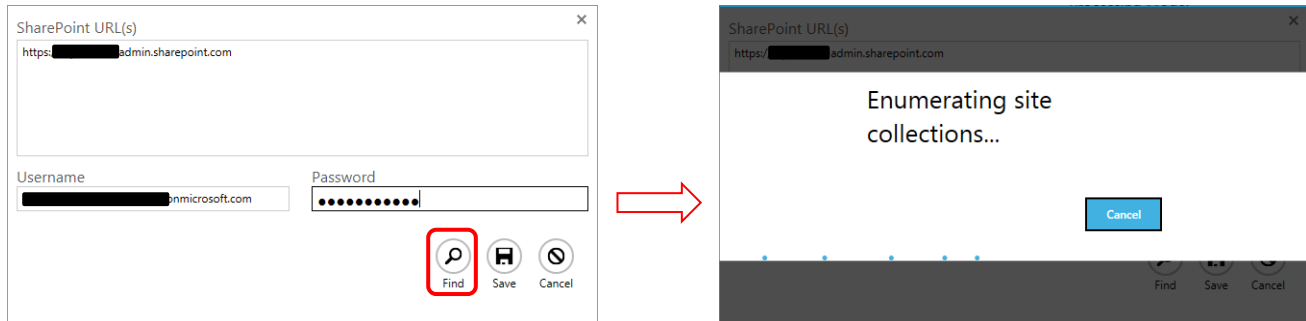 SharePoint URL(s)
https:
admin.sharepoint.com
Username
Password
onmicrosoft.com
Find
Save
Cancel
SharePoint URL(s)
https:/
admin.sharepoint.com
Enumerating site
collections...
Cancel
Find
Save
Cancel